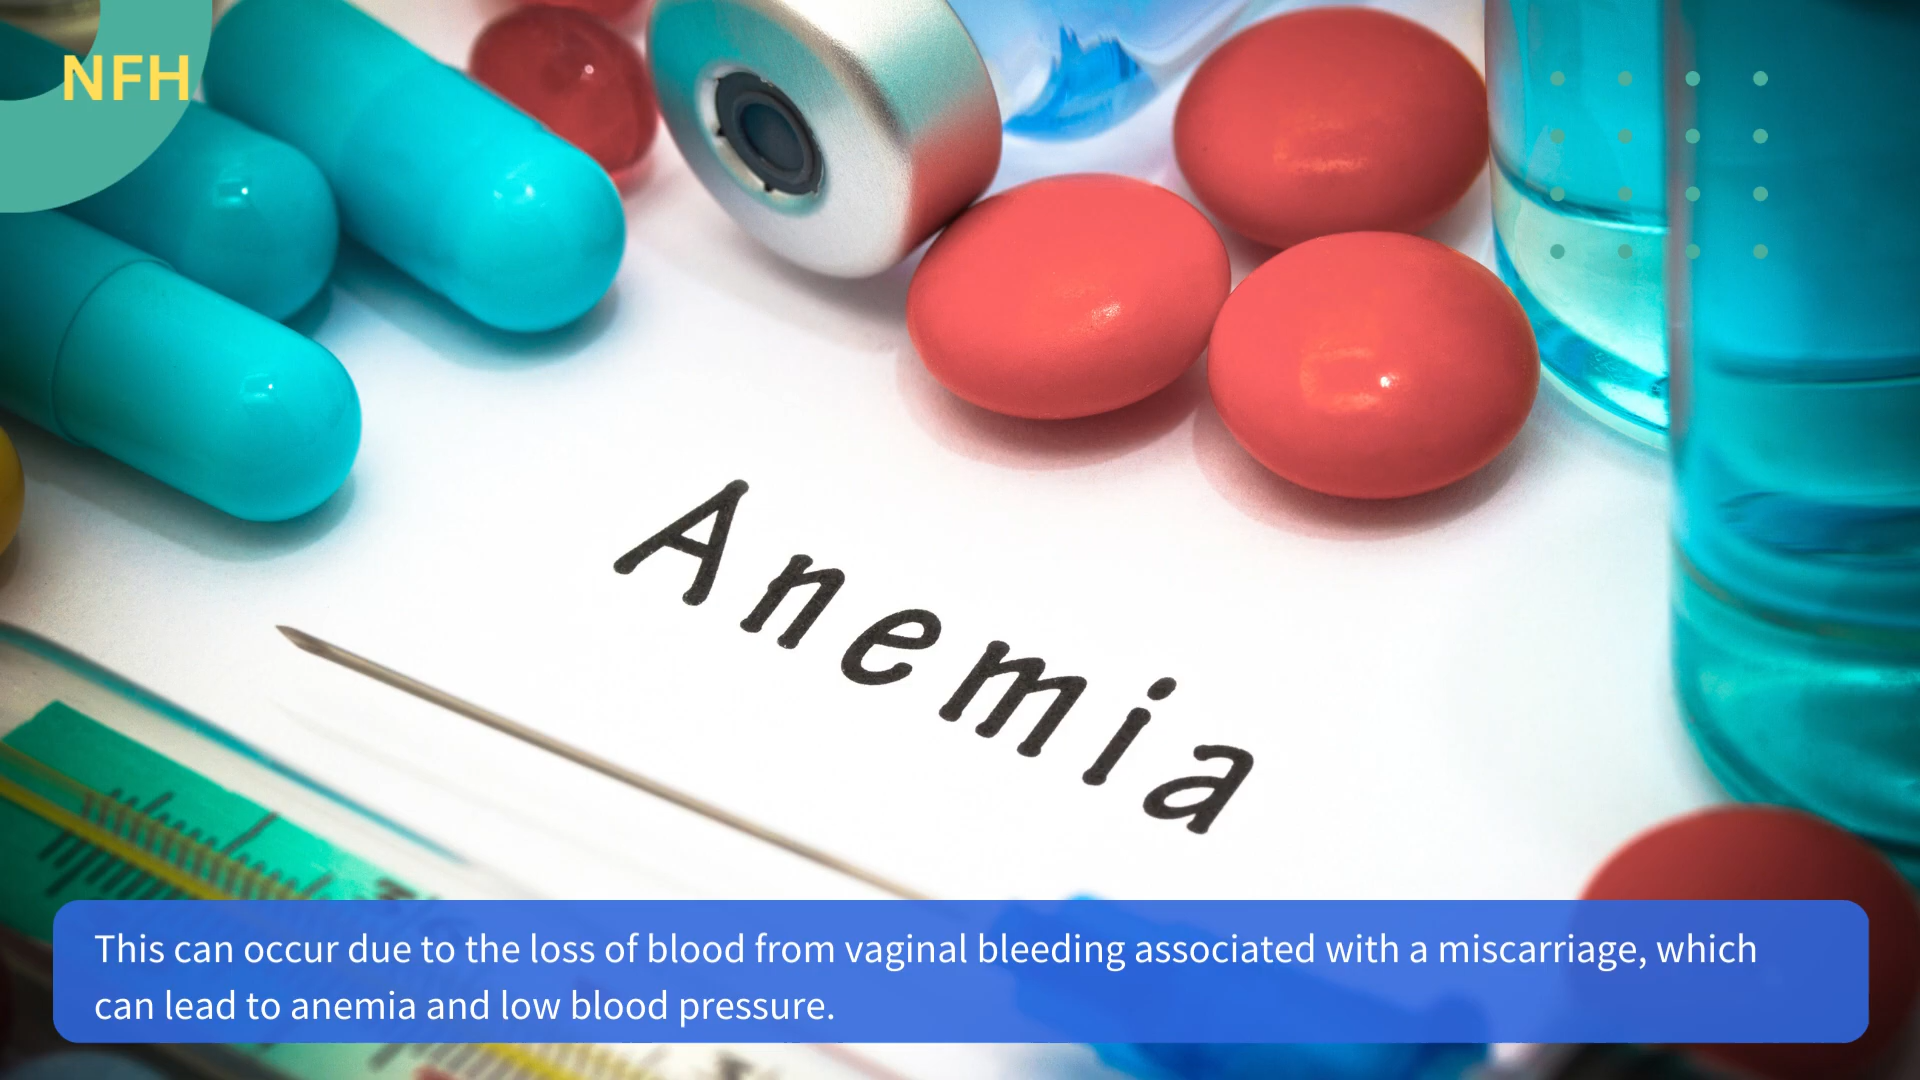 NFH
Anemia
This can occur due to the loss of blood from vaginal bleeding associated with a miscarriage, which
can lead to anemia and low blood pressure.